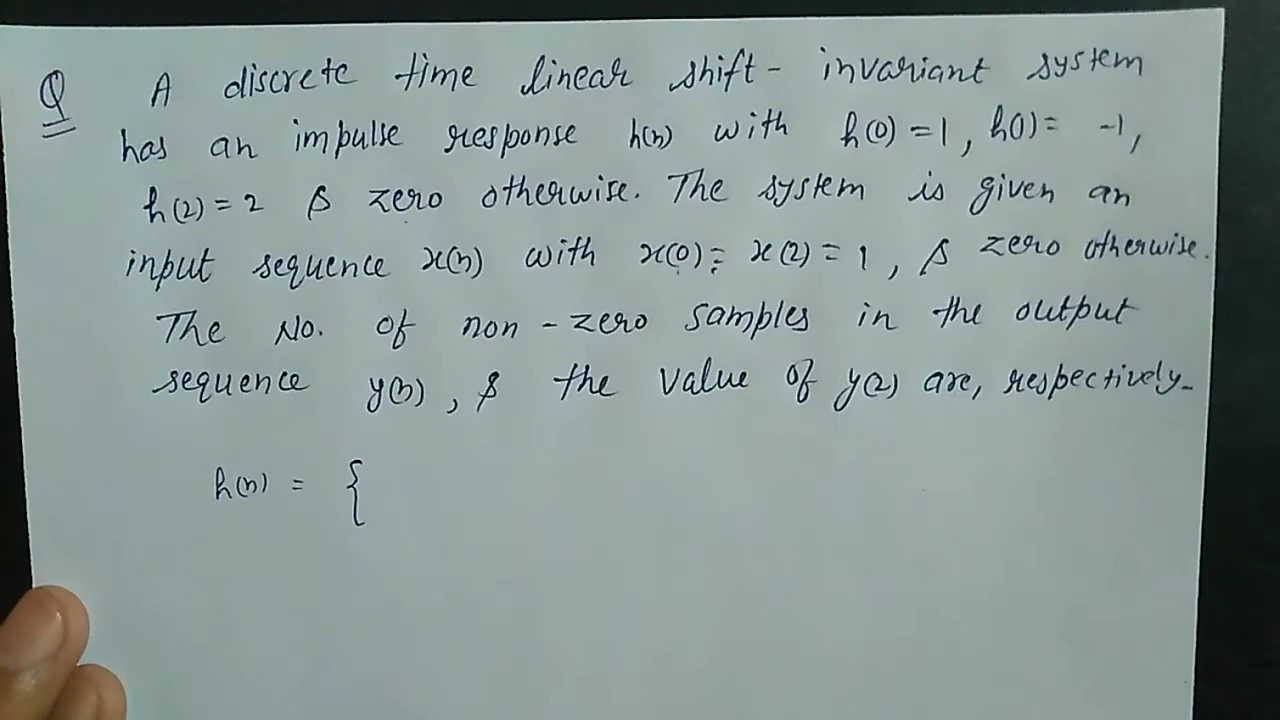 Q A discrete time linear shift - invariant system
has an impulse response h(n) with h(0) = 1, h(1) = -1,
h(2) = 2 & zero otherwise. The system is given an
input sequence x(n) with x(0) = x(2) = 1, & zero otherwise.
The No. of non - zero samples in the output
sequence y(n), & the value of y(2) are, respectively-
h(n) = {